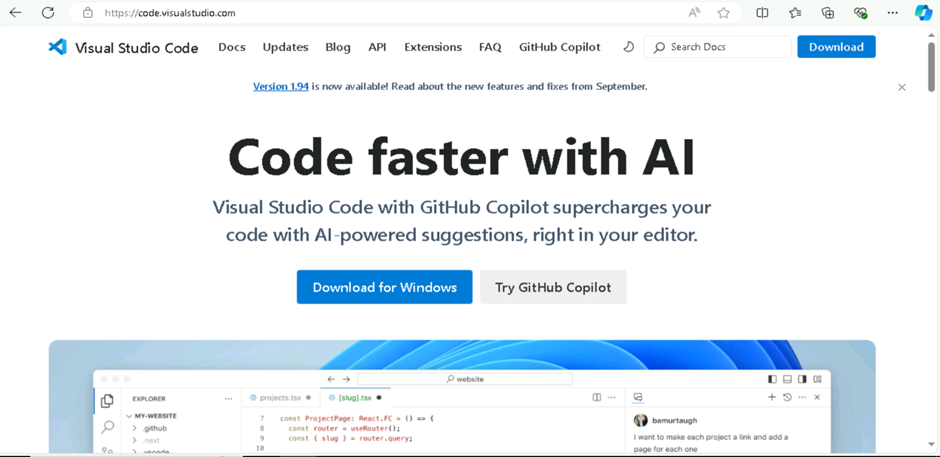 https://code.visualstudio.com
Visual Studio Code Docs Updates Blog API Extensions FAQ GitHub Copilot Search Docs Download
Version 1.94 is now available! Read about the new features and fixes from September.
Code faster with AI
Visual Studio Code with GitHub Copilot supercharges your
code with AI-powered suggestions, right in your editor.
Download for Windows Try GitHub Copilot
website
EXPLORER ... projects.tsx [slug].tsx
MY-WEBSITE
.github
.next
.vscode
7 const ProjectPage: React.FC = () => {
8 const router = useRouter();
9 const { slug } = router.query;
10
bamurtaugh
I want to make each project a link and add a
page for each one